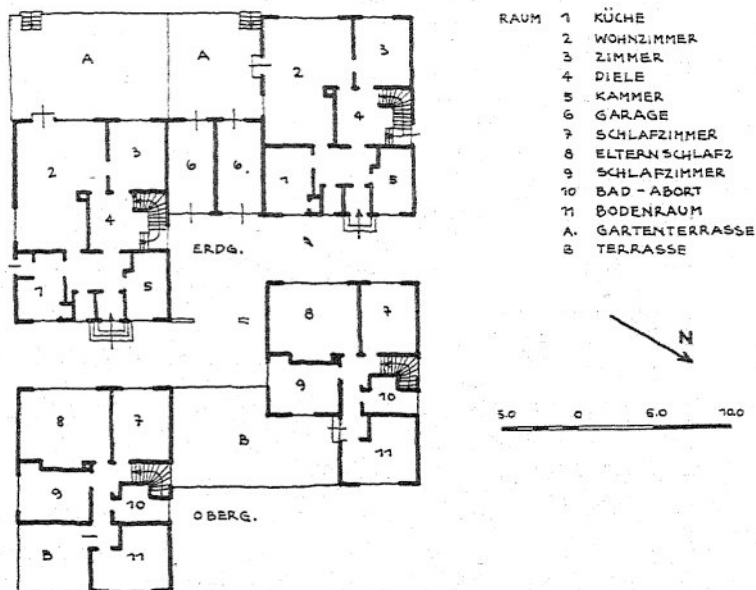 RAUM 1 KÜCHE
2 WOHNZIMMER
3 ZIMMER
4 DIELE
5 KAMMER
6 GARAGE
7 SCHLAFZIMMER
8 ELTERNSCHLAFZ
9 SCHLAFZIMMER
10 BAD - ABORT
11 BODENRAUM
A. GARTENTERRASSE
B TERRASSE
A A 2 3
4
2 3 6 6. 1 5
4
1 5
ERDG.
8 7
9 10
B 11
8 7
9 10
B 11
OBERG.
N
5.0 0 5.0 10.0